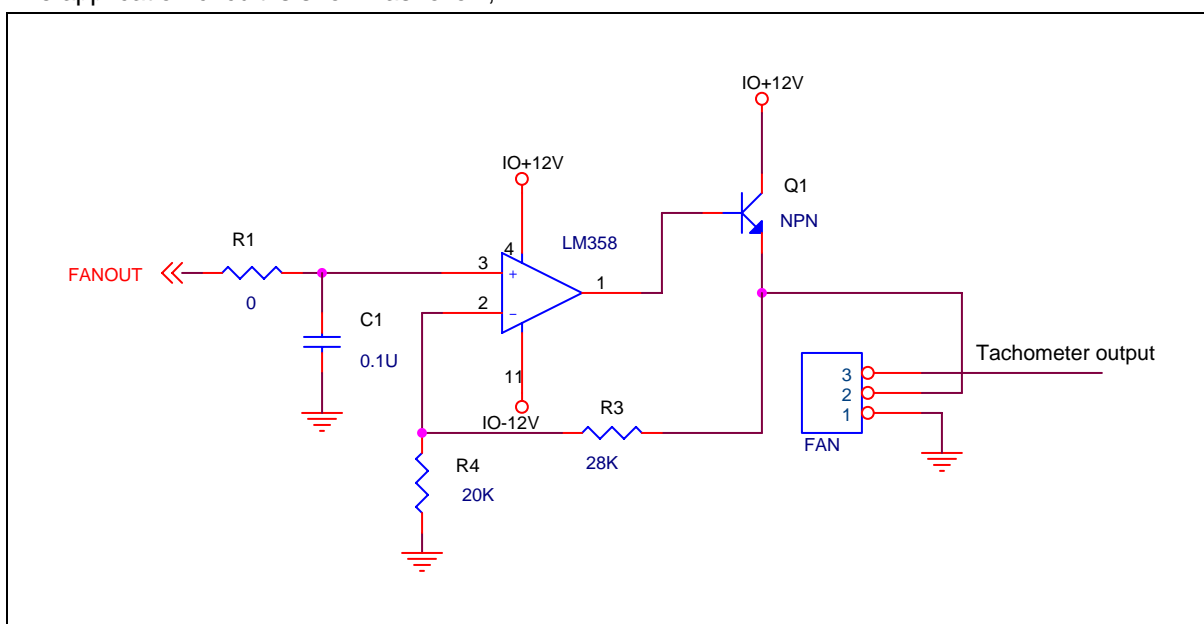 IO+12V
Q1
NPN
IO+12V
4
LM358
R1
FANOUT
0
3
+
2
−
1
C1
0.1U
11
IO-12V
R3
28K
R4
20K
Tachometer output
3
2
1
FAN